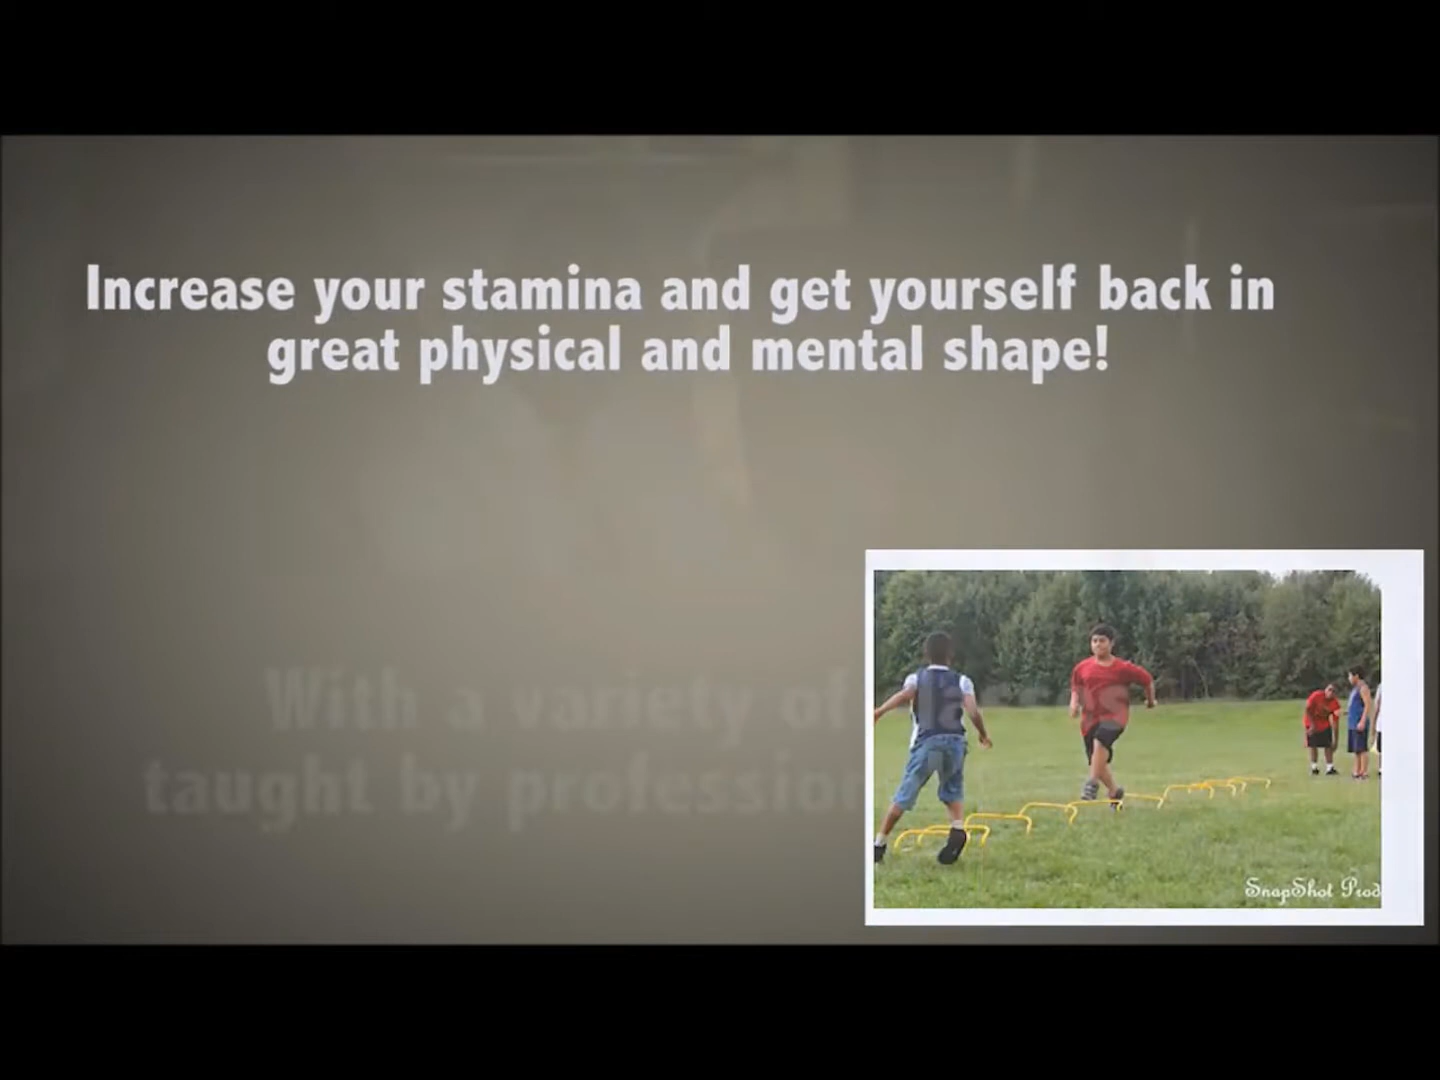 Increase your stamina and get yourself back in
great physical and mental shape!
With a variety of
taught by
SnapShot Prod